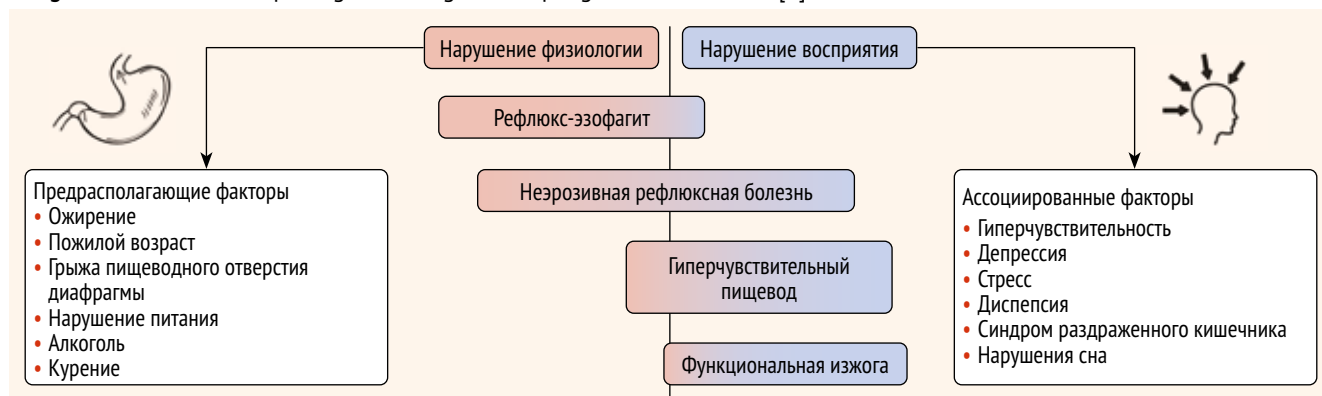 Нарушение физиологии
Нарушение восприятия
Рефлюкс-эзофагит
Неэрозивная рефлюксная болезнь
Гиперчувствительный
пищевод
Функциональная изжога
Предрасполагающие факторы
• Ожирение
• Пожилой возраст
• Грыжа пищеводного отверстия
диафрагмы
• Нарушение питания
• Алкоголь
• Курение
Ассоциированные факторы
• Гиперчувствительность
• Депрессия
• Стресс
• Диспепсия
• Синдром раздраженного кишечника
• Нарушения сна